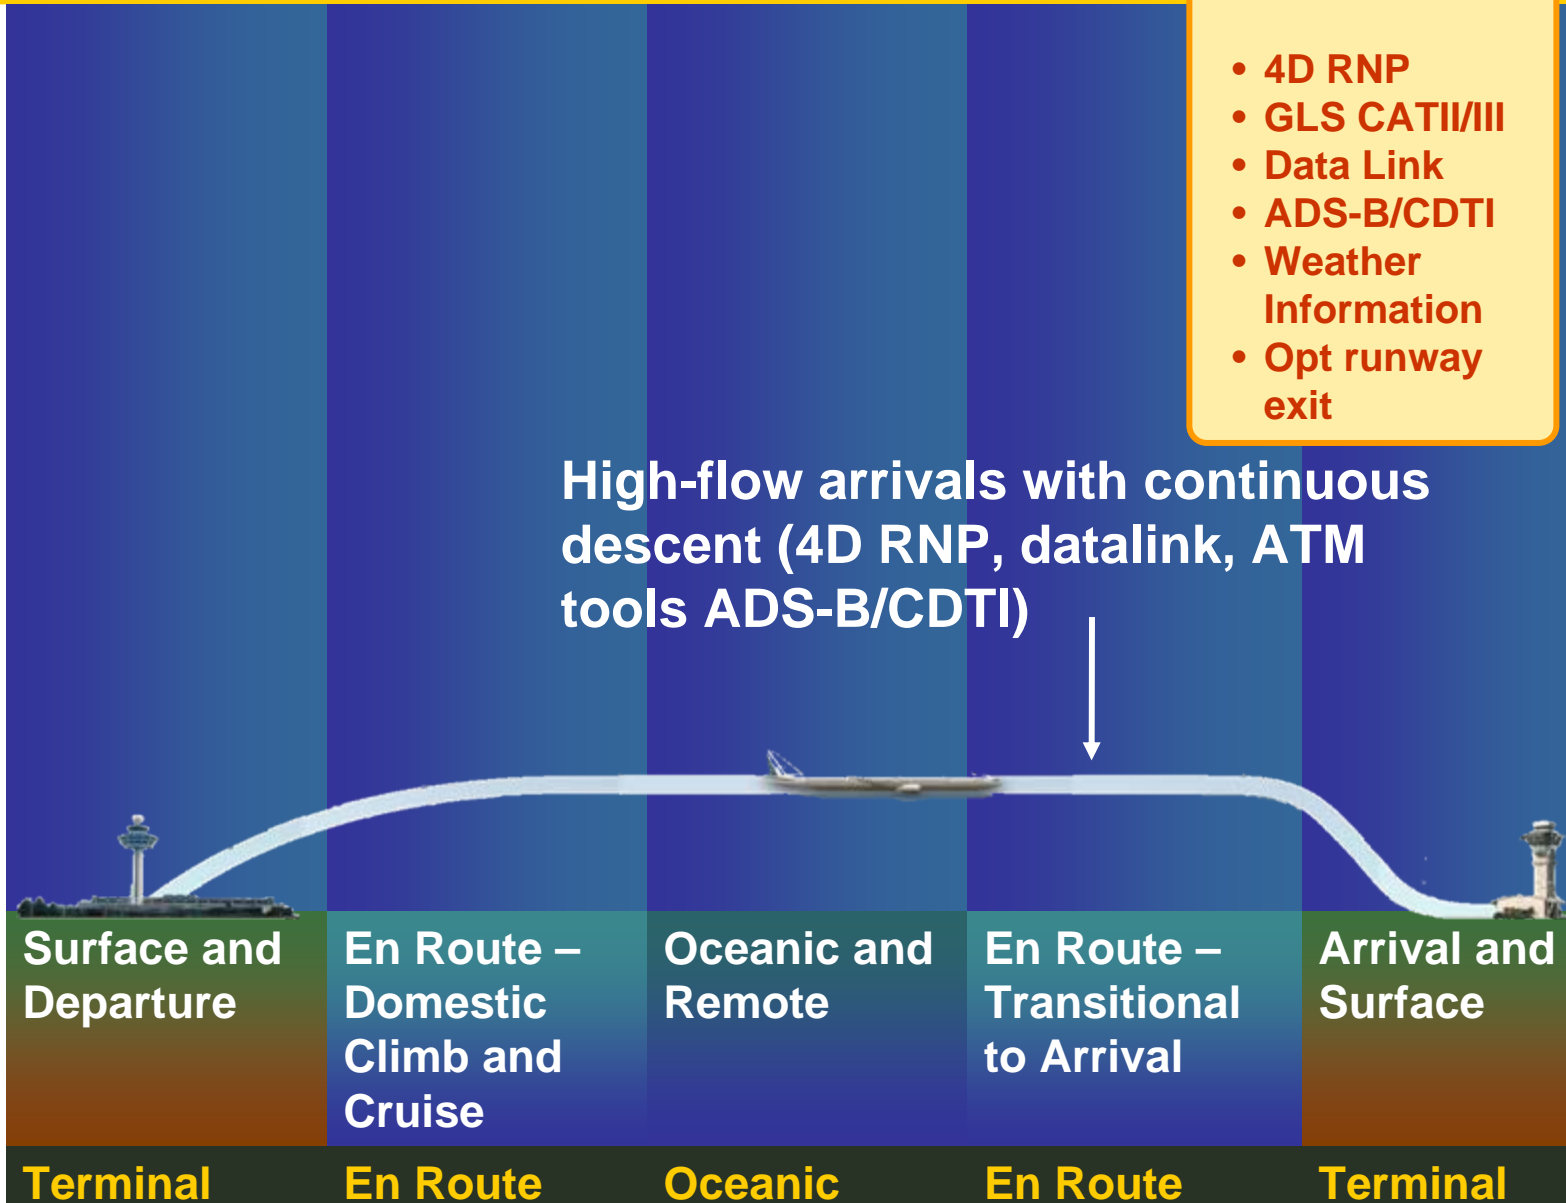 • 4D RNP
• GLS CATII/III
• Data Link
• ADS-B/CDTI
• Weather
Information
• Opt runway
exit
High-flow arrivals with continuous
descent (4D RNP, datalink, ATM
tools ADS-B/CDTI)
Surface and
Departure
En Route –
Domestic
Climb and
Cruise
Oceanic and
Remote
En Route –
Transitional
to Arrival
Arrival and
Surface
Terminal
En Route
Oceanic
En Route
Terminal